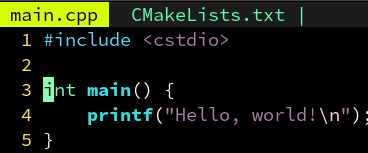 main.cpp CMakeLists.txt |
1 #include <cstdio>
2
3 int main() {
4     printf("Hello, world!\n");
5 }